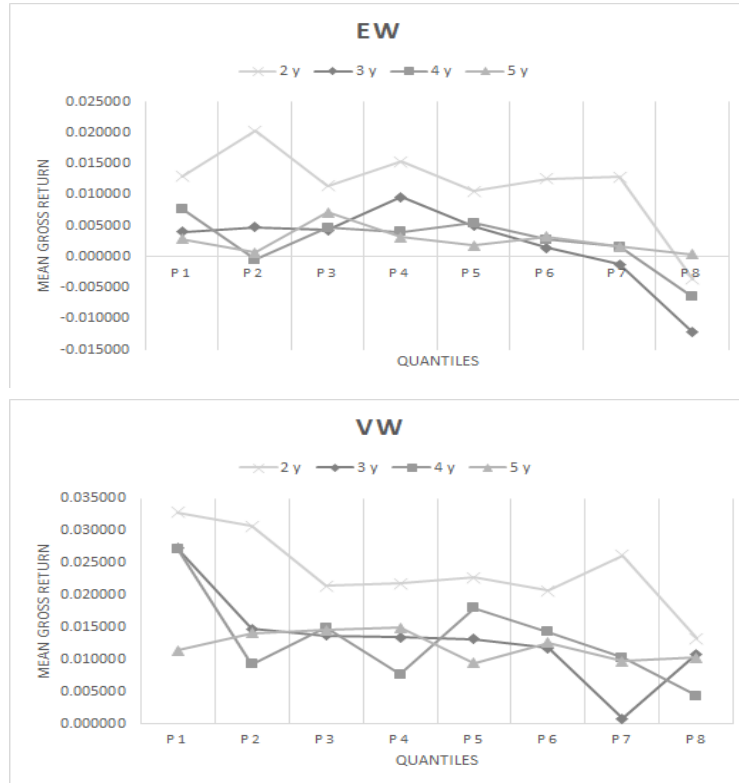 EW
2 y 3 y 4 y 5 y
0.025000
0.020000
0.015000
0.010000
0.005000
0.000000
-0.005000
-0.010000
-0.015000
MEAN GROSS RETURN
P 1 P 2 P 3 P 4 P 5 P 6 P 7 P 8
QUANTILES
VW
2 y 3 y 4 y 5 y
0.035000
0.030000
0.025000
0.020000
0.015000
0.010000
0.005000
0.000000
MEAN GROSS RETURN
P 1 P 2 P 3 P 4 P 5 P 6 P 7 P 8
QUANTILES